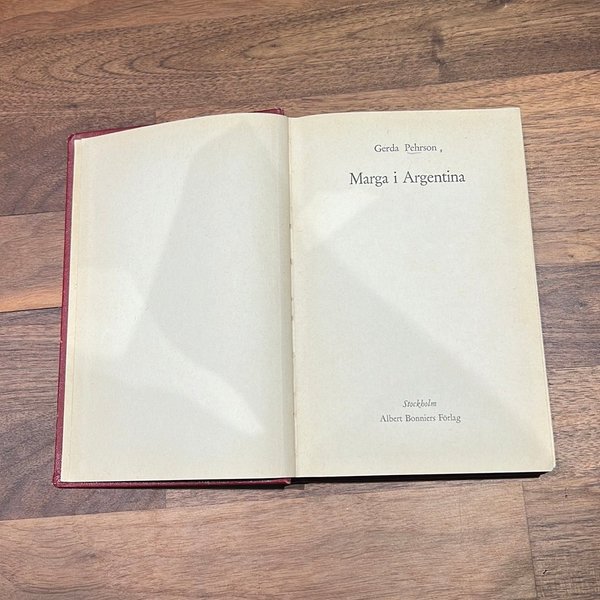 Gerda Pehrson
Marga i Argentina
Stockholm
Albert Bonniers Förlag